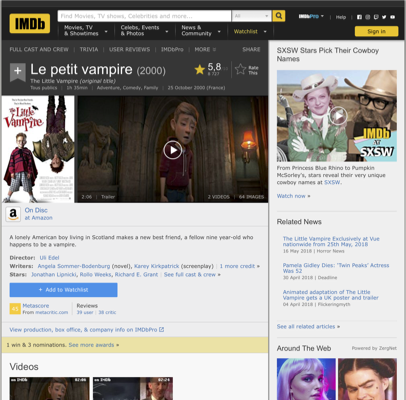 IMDb
Find Movies, TV shows, Celebrities and more...
All
IMDbPro
Help
Movies, TV & Showtimes
Celebs, Events & Photos
News & Community
Watchlist
Sign in
FULL CAST AND CREW | TRIVIA | USER REVIEWS | IMDbPro | MORE
SHARE
Le petit vampire (2000)
The Little Vampire (original title)
Tous publics | 1h 35min | Adventure, Comedy, Family | 25 October 2000 (France)
5,8
Rate This
the Little Vampire
2:06 | Trailer
2 VIDEOS | 64 IMAGES
a
On Disc
at Amazon
A lonely American boy living in Scotland makes a new best friend, a fellow nine year-old who
happens to be a vampire.
Director: Uli Edel
Writers: Angela Sommer-Bodenburg (novel), Karey Kirkpatrick (screenplay) | 1 more credit »
Stars: Jonathan Lipnicki, Rollo Weeks, Richard E. Grant | See full cast & crew »
+ Add to Watchlist
Metascore
From metacritic.com
Reviews
39 user | 36 critic
View production, box office, & company info on IMDbPro
1 win & 3 nominations. See more awards »
Videos
SXSW Stars Pick Their Cowboy
Names
IMDb
AT
SXSW
From Princess Blue Rhino to Pumpkin
McSorley's, stars reveal their very
unique cowboy names at SXSW.
Watch now »
Related News
The Little Vampire Exclusively at Vue
nationwide from 25th May, 2018
16 May 2018 | Horror News
Pamela Gidley Dies: 'Twin Peaks' Actress
Was 52
30 April 2018 | Deadline
Animated adaptation of The Little
Vampire gets a UK poster and trailer
04 April 2018 | Flickeringmyth
See all related articles »
Around The Web
Powered by ZergNet